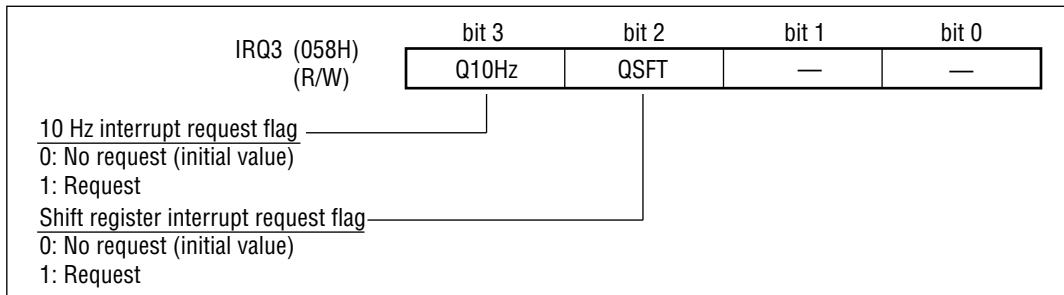 bit 3 bit 2 bit 1 bit 0
IRQ3 (058H)
(R/W)
Q10Hz QSFT — —
10 Hz interrupt request flag
0: No request (initial value)
1: Request
Shift register interrupt request flag
0: No request (initial value)
1: Request